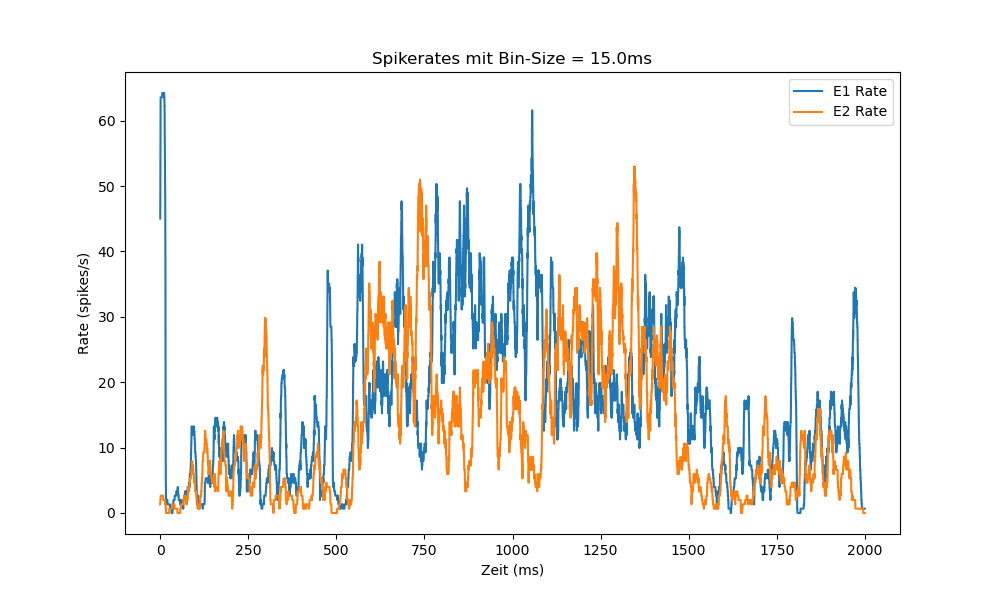 Spikerates mit Bin-Size = 15.0ms
E1 Rate
E2 Rate
Rate (spikes/s)
60
50
40
30
20
10
0
0 250 500 750 1000 1250 1500 1750 2000
Zeit (ms)